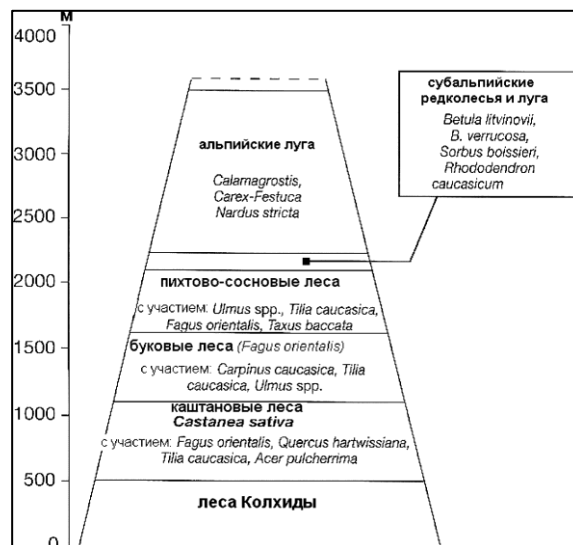 м
4000
3500
3000
2500
2000
1500
1000
500
0
субальпийские
редколесья и луга
Betula litvinovii,
B. verrucosa,
Sorbus boissieri,
Rhododendron
caucasicum
альпийские луга
Calamagrostis,
Carex-Festuca
Nardus stricta
пихтово-сосновые леса
с участием: Ulmus spp., Tilia caucasica,
Fagus orientalis, Taxus baccata
буковые леса (Fagus orientalis)
с участием: Carpinus caucasica, Tilia
caucasica, Ulmus spp.
каштановые леса
Castanea sativa
с участием: Fagus orientalis, Quercus hartwissiana,
Tilia caucasica, Acer pulcherrima
леса Колхиды